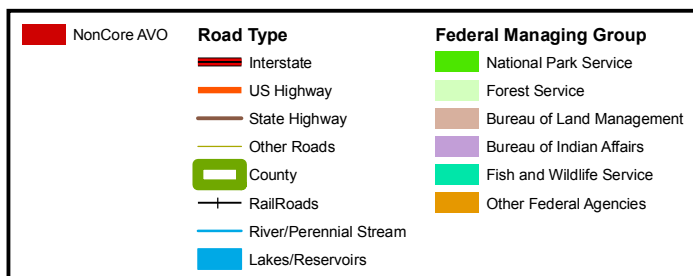 NonCore AVO
Road Type
Interstate
US Highway
State Highway
Other Roads
County
RailRoads
River/Perennial Stream
Lakes/Reservoirs
Federal Managing Group
National Park Service
Forest Service
Bureau of Land Management
Bureau of Indian Affairs
Fish and Wildlife Service
Other Federal Agencies